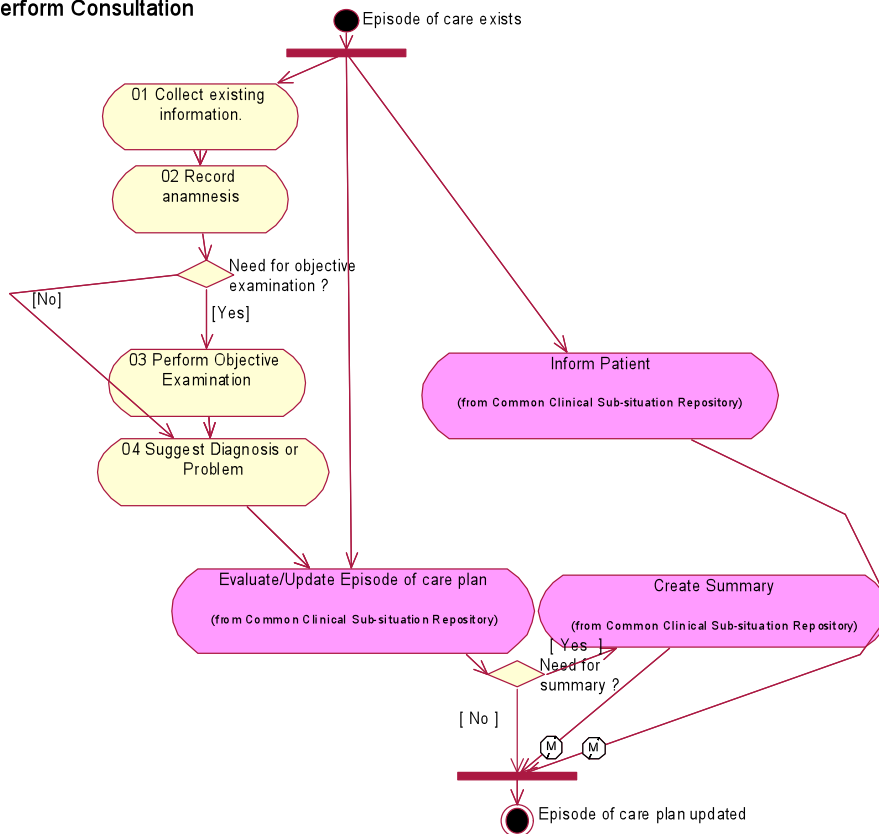 erform Consultation
Episode of care exists
01 Collect existing
information.
02 Record
anamnesis
Need for objective
examination ?
[No]
[Yes]
03 Perform Objective
Examination
Inform Patient
(from Common Clinical Sub-situation Repository)
04 Suggest Diagnosis or
Problem
Evaluate/Update Episode of care plan
(from Common Clinical Sub-situation Repository)
Create Summary
(from Common Clinical Sub-situation Repository)
[ Yes ]
Need for
summary ?
[ No ]
M
M
Episode of care plan updated